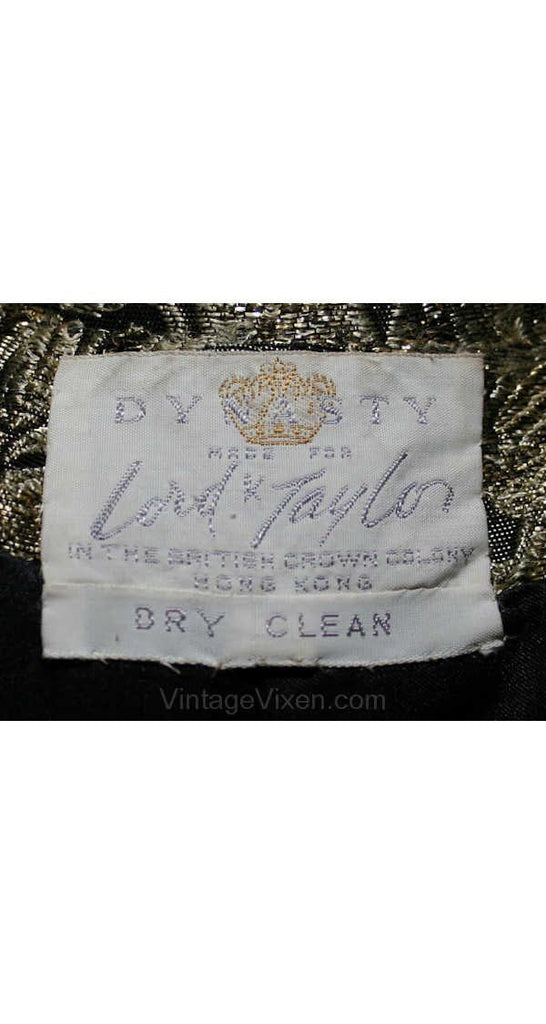 DYNASTY
MADE FOR
Lord & Taylor
IN THE BRITISH CROWN COLONY
HONG KONG
DRY CLEAN
VintageVixen.com